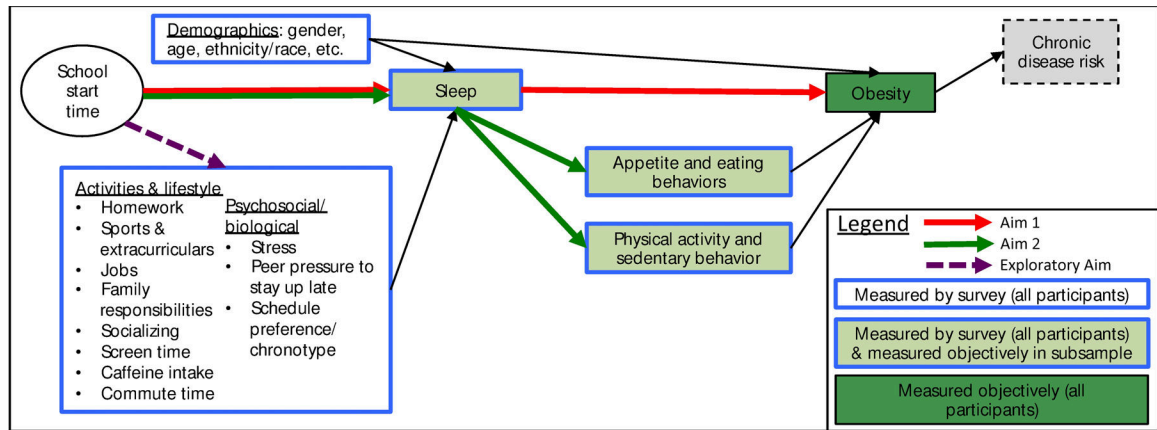 Demographics: gender,
age, ethnicity/race, etc.
School
start
time
Sleep
Obesity
Chronic
disease risk
Appetite and eating
behaviors
Physical activity and
sedentary behavior
Activities & lifestyle
• Homework
• Sports &
extracurriculars
• Jobs
• Family
responsibilities
• Socializing
• Screen time
• Caffeine intake
• Commute time
Psychosocial/
biological
• Stress
• Peer pressure to
stay up late
• Schedule
preference/
chronotype
Legend
Aim 1
Aim 2
Exploratory Aim
Measured by survey (all participants)
Measured by survey (all participants)
& measured objectively in subsample
Measured objectively (all
participants)